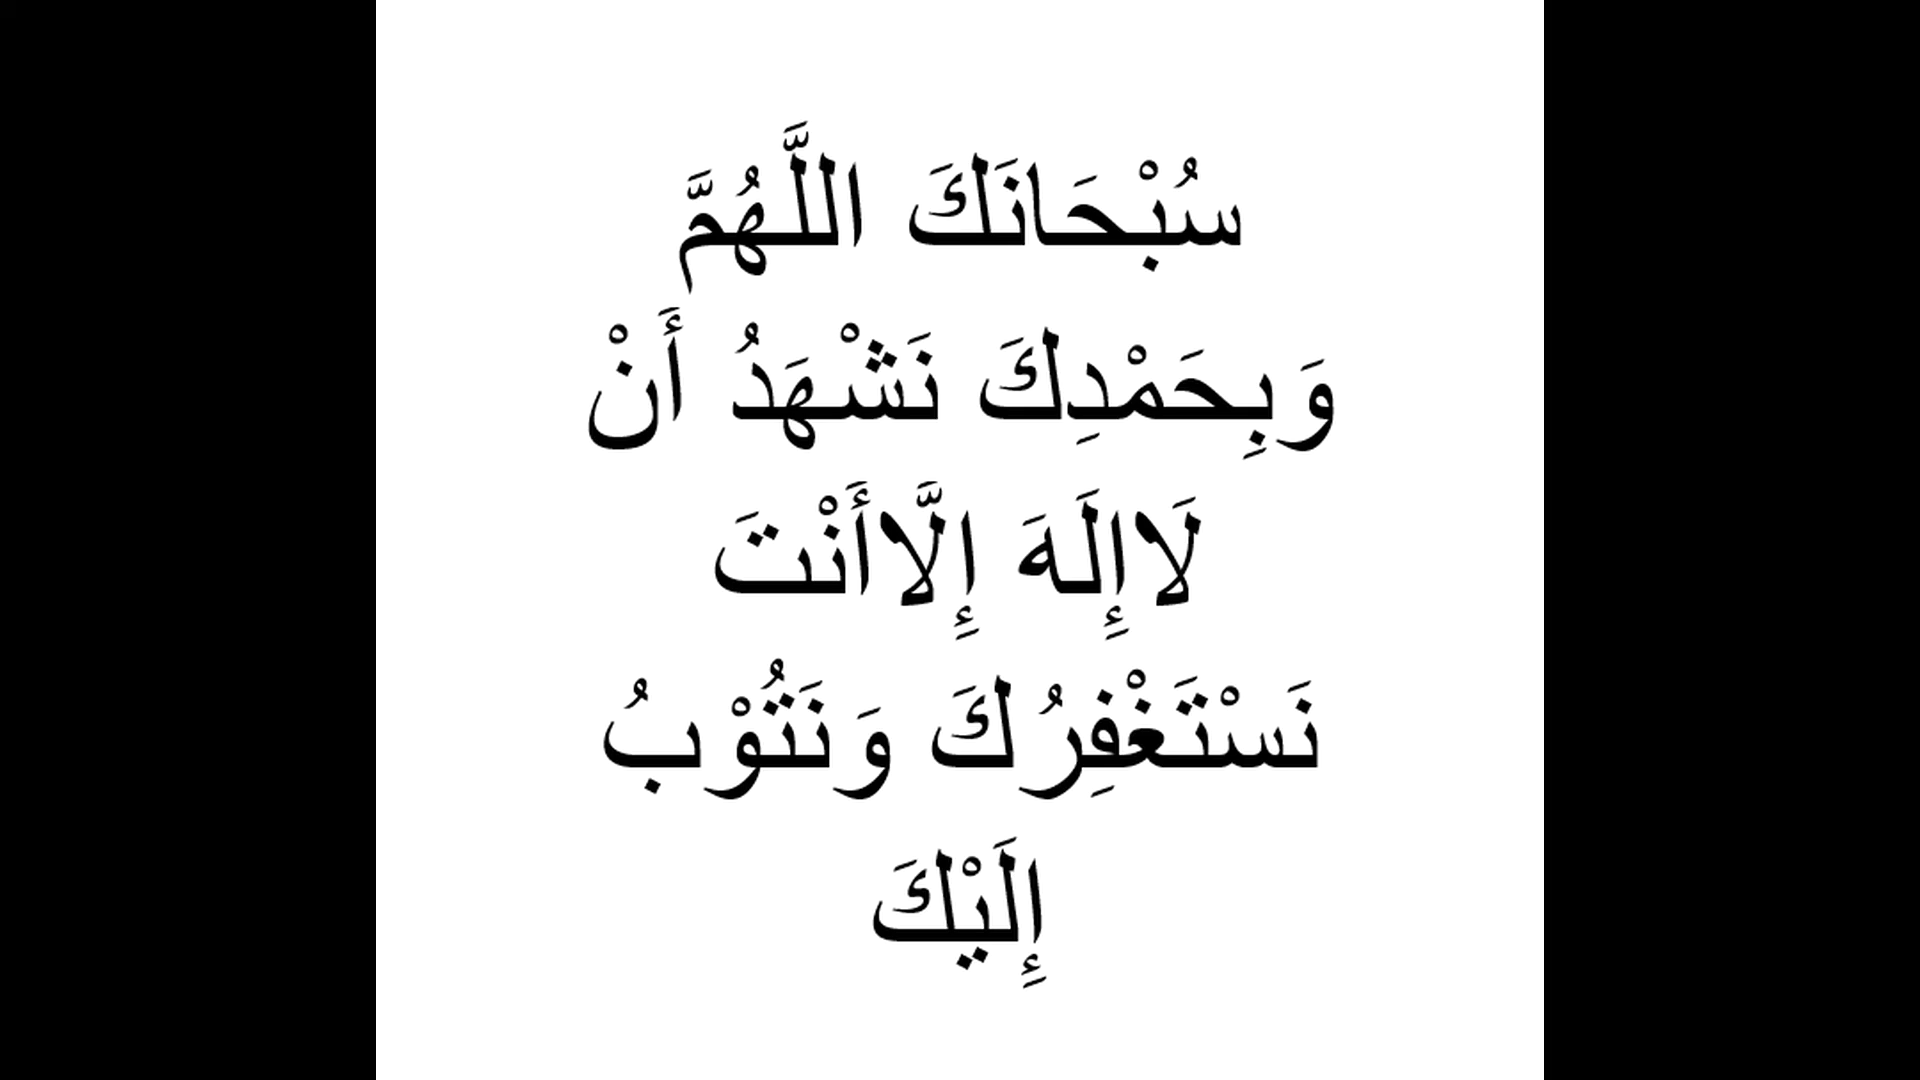 سُبْحَانَكَ اللَّهُمَّ
وَبِحَمْدِكَ نَشْهَدُ أَنْ
لَاإِلَهَ إِلَّاأَنْتَ
نَسْتَغْفِرُكَ وَنَتُوْبُ
إِلَيْكَ